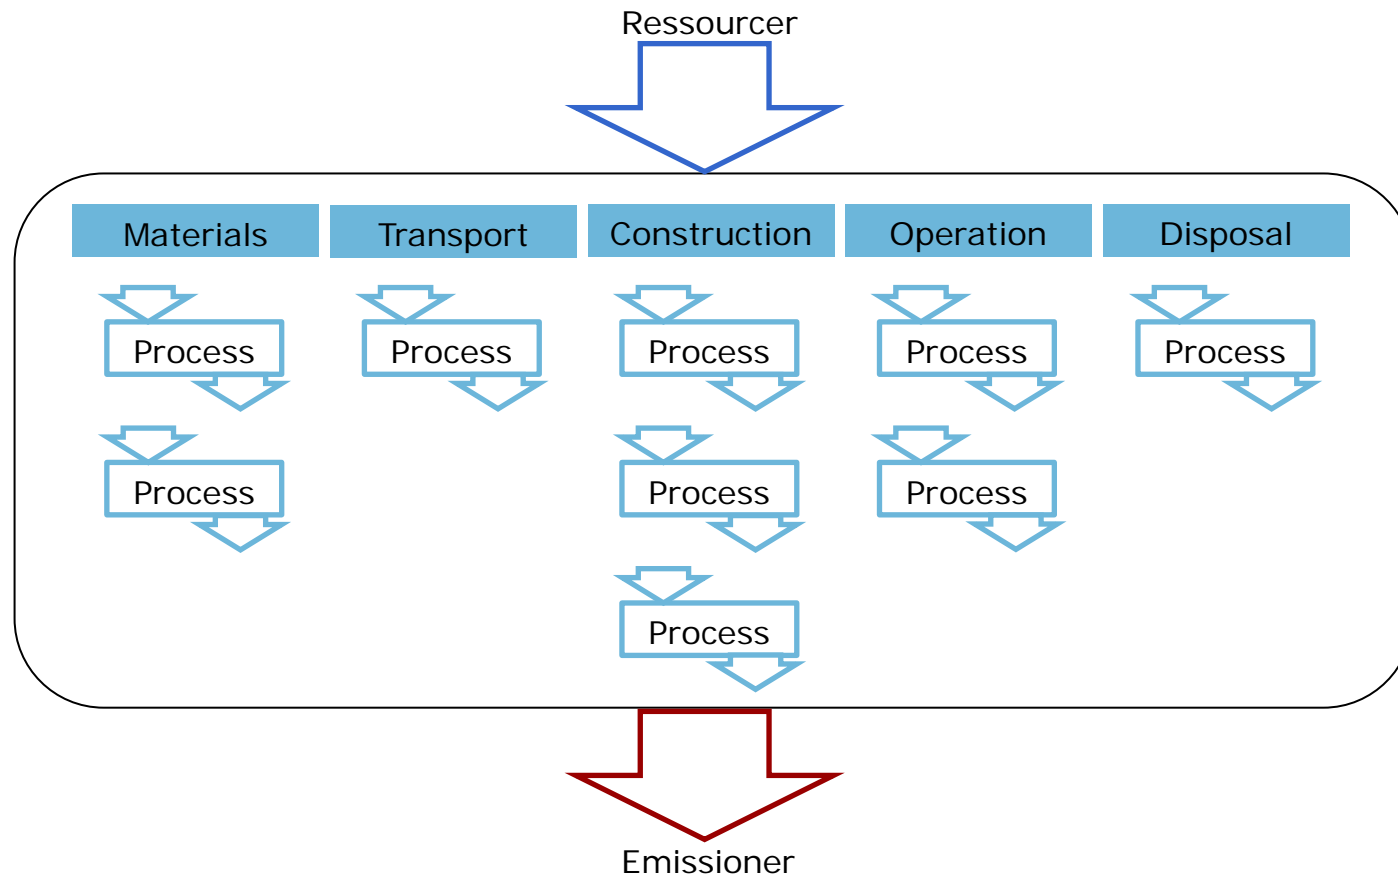 Ressourcer
Materials Transport Construction Operation Disposal
Process Process Process Process Process
Process Process Process
Process
Emissioner